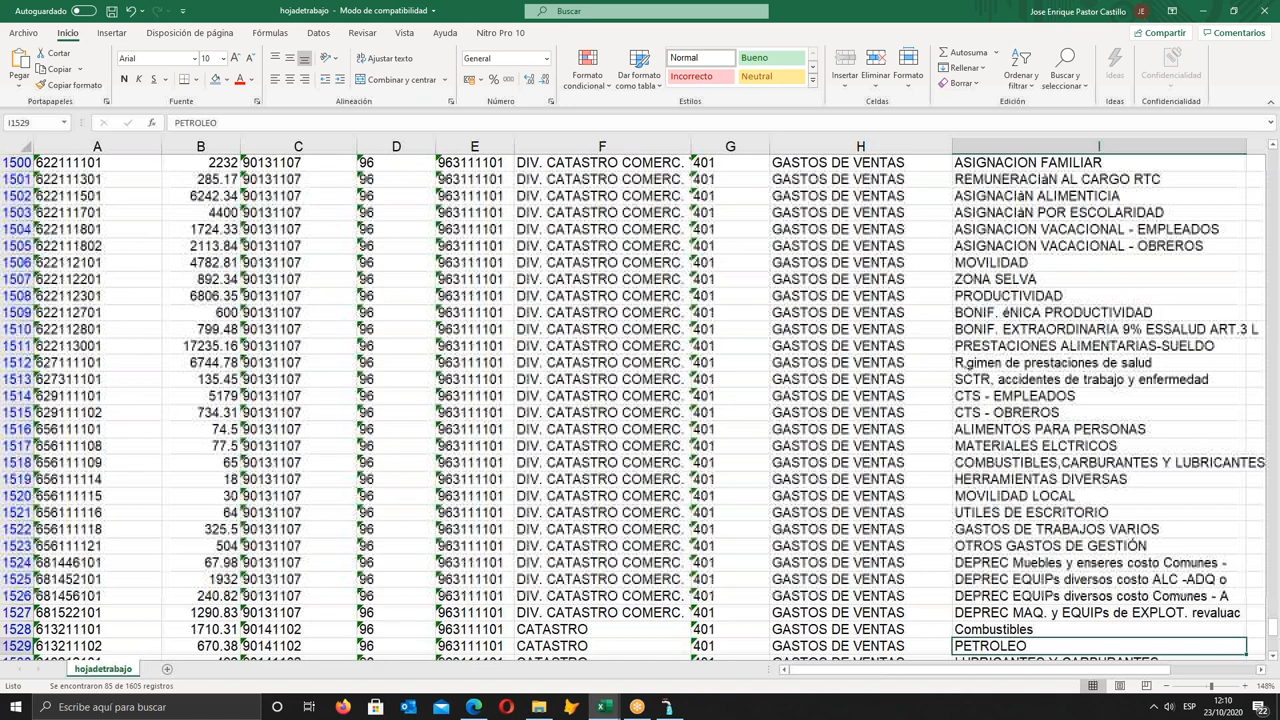 Autoguardado
hojadetrabajo - Modo de compatibilidad
Buscar
Jose Enrique Pastor Castillo
JE
Archivo Inicio Insertar Disposición de página Fórmulas Datos Revisar Vista Ayuda Nitro Pro 10
Compartir Comentarios
Pegar
Cortar
Copiar
Copiar formato
Portapapeles
Arial 10
N K S
Fuente
Ajustar texto
Combinar y centrar
Alineación
General
% 000
Número
Formato condicional
Dar formato como tabla
Normal Bueno
Incorrecto Neutral
Estilos
Insertar Eliminar Formato
Celdas
Autosuma
Rellenar
Borrar
Ordenar y filtrar
Buscar y seleccionar
Edición
Ideas
Ideas
Confidencialidad
Confidencialidad
I1529 fx PETROLEO
A B C D E F G H I
1500 622111101 2232 90131107 96 963111101 DIV. CATASTRO COMERC. 401 GASTOS DE VENTAS ASIGNACION FAMILIAR
1501 622111301 285.17 90131107 96 963111101 DIV. CATASTRO COMERC. 401 GASTOS DE VENTAS REMUNERACIàN AL CARGO RTC
1502 622111501 6242.34 90131107 96 963111101 DIV. CATASTRO COMERC. 401 GASTOS DE VENTAS ASIGNACIàN ALIMENTICIA
1503 622111701 4400 90131107 96 963111101 DIV. CATASTRO COMERC. 401 GASTOS DE VENTAS ASIGNACIàN POR ESCOLARIDAD
1504 622111801 1724.33 90131107 96 963111101 DIV. CATASTRO COMERC. 401 GASTOS DE VENTAS ASIGNACION VACACIONAL - EMPLEADOS
1505 622111802 2113.84 90131107 96 963111101 DIV. CATASTRO COMERC. 401 GASTOS DE VENTAS ASIGNACION VACACIONAL - OBREROS
1506 622112101 4782.81 90131107 96 963111101 DIV. CATASTRO COMERC. 401 GASTOS DE VENTAS MOVILIDAD
1507 622112201 892.34 90131107 96 963111101 DIV. CATASTRO COMERC. 401 GASTOS DE VENTAS ZONA SELVA
1508 622112301 6806.35 90131107 96 963111101 DIV. CATASTRO COMERC. 401 GASTOS DE VENTAS PRODUCTIVIDAD
1509 622112701 600 90131107 96 963111101 DIV. CATASTRO COMERC. 401 GASTOS DE VENTAS BONIF. éNICA PRODUCTIVIDAD
1510 622112801 799.48 90131107 96 963111101 DIV. CATASTRO COMERC. 401 GASTOS DE VENTAS BONIF. EXTRAORDINARIA 9% ESSALUD ART.3 L
1511 622113001 17235.16 90131107 96 963111101 DIV. CATASTRO COMERC. 401 GASTOS DE VENTAS PRESTACIONES ALIMENTARIAS-SUELDO
1512 627111101 6744.78 90131107 96 963111101 DIV. CATASTRO COMERC. 401 GASTOS DE VENTAS R‚gimen de prestaciones de salud
1513 627311101 135.45 90131107 96 963111101 DIV. CATASTRO COMERC. 401 GASTOS DE VENTAS SCTR, accidentes de trabajo y enfermedad
1514 629111101 5179 90131107 96 963111101 DIV. CATASTRO COMERC. 401 GASTOS DE VENTAS CTS - EMPLEADOS
1515 629111102 734.31 90131107 96 963111101 DIV. CATASTRO COMERC. 401 GASTOS DE VENTAS CTS - OBREROS
1516 656111101 74.5 90131107 96 963111101 DIV. CATASTRO COMERC. 401 GASTOS DE VENTAS ALIMENTOS PARA PERSONAS
1517 656111108 77.5 90131107 96 963111101 DIV. CATASTRO COMERC. 401 GASTOS DE VENTAS MATERIALES ELCTRICOS
1518 656111109 65 90131107 96 963111101 DIV. CATASTRO COMERC. 401 GASTOS DE VENTAS COMBUSTIBLES,CARBURANTES Y LUBRICANTES
1519 656111114 18 90131107 96 963111101 DIV. CATASTRO COMERC. 401 GASTOS DE VENTAS HERRAMIENTAS DIVERSAS
1520 656111115 30 90131107 96 963111101 DIV. CATASTRO COMERC. 401 GASTOS DE VENTAS MOVILIDAD LOCAL
1521 656111116 64 90131107 96 963111101 DIV. CATASTRO COMERC. 401 GASTOS DE VENTAS UTILES DE ESCRITORIO
1522 656111118 325.5 90131107 96 963111101 DIV. CATASTRO COMERC. 401 GASTOS DE VENTAS GASTOS DE TRABAJOS VARIOS
1523 656111121 504 90131107 96 963111101 DIV. CATASTRO COMERC. 401 GASTOS DE VENTAS OTROS GASTOS DE GESTIÓN
1524 681446101 67.98 90131107 96 963111101 DIV. CATASTRO COMERC. 401 GASTOS DE VENTAS DEPREC Muebles y enseres costo Comunes -
1525 681452101 1932 90131107 96 963111101 DIV. CATASTRO COMERC. 401 GASTOS DE VENTAS DEPREC EQUIPs diversos costo ALC -ADQ o
1526 681456101 240.82 90131107 96 963111101 DIV. CATASTRO COMERC. 401 GASTOS DE VENTAS DEPREC EQUIPs diversos costo Comunes - A
1527 681522101 1290.83 90131107 96 963111101 DIV. CATASTRO COMERC. 401 GASTOS DE VENTAS DEPREC MAQ. y EQUIPs de EXPLOT. revaluac
1528 613211101 1710.31 90141102 96 963111101 CATASTRO 401 GASTOS DE VENTAS Combustibles
1529 613211102 670.38 90141102 96 963111101 CATASTRO 401 GASTOS DE VENTAS PETROLEO
hojadetrabajo
Listo Se encontraron 85 de 1605 registros 148%
Escribe aquí para buscar
ESP
12:10
23/10/2020
22